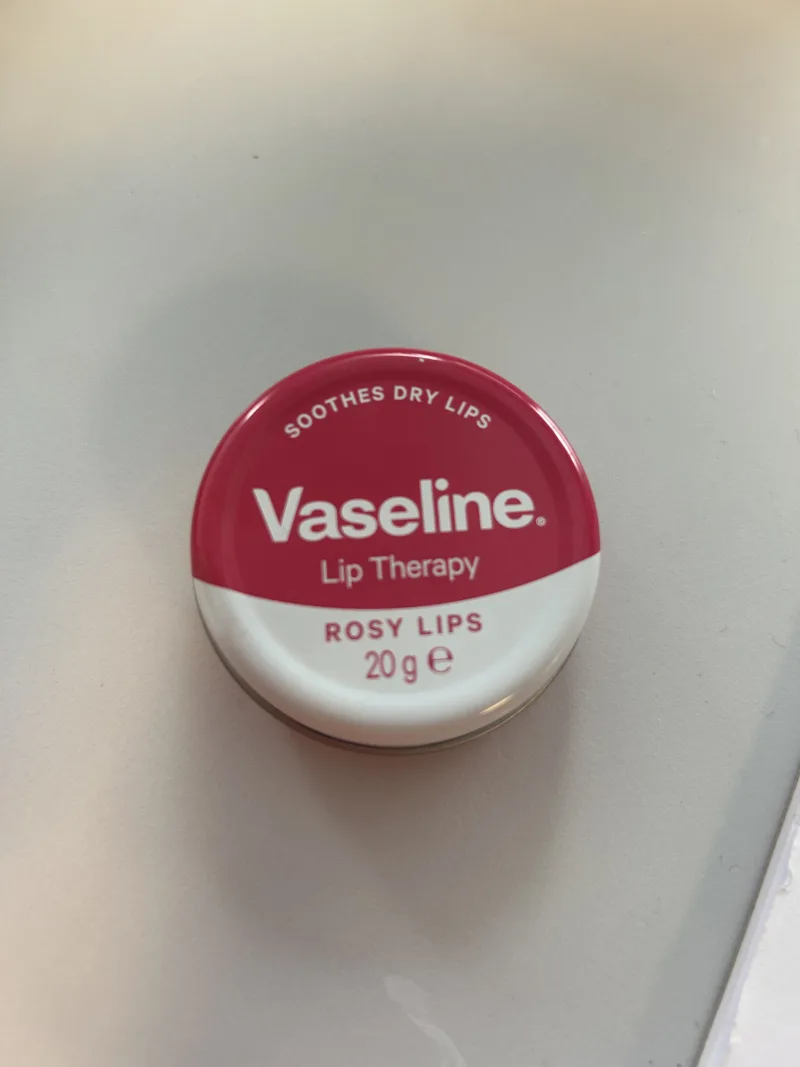 SOOTHES DRY LIPS
Vaseline®
Lip Therapy
ROSY LIPS
20 g ℮